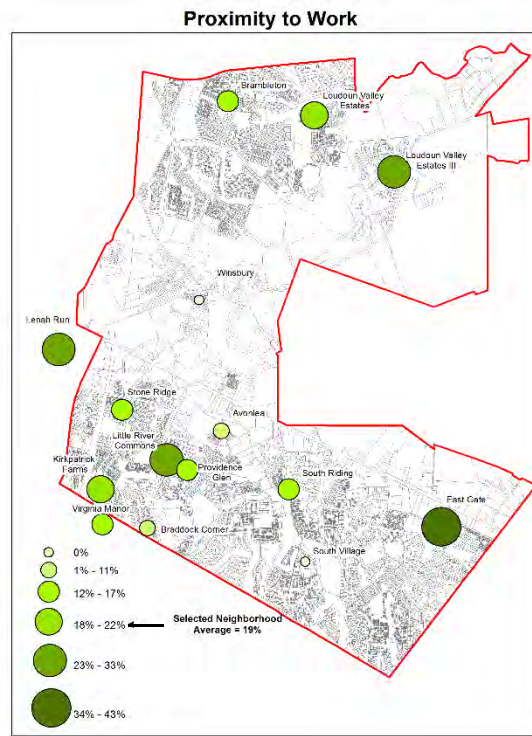 Proximity to Work
Brambleton
Loudoun Valley
Estates
Loudoun Valley
Estates III
Winsbury
Lenah Run
Stone Ridge
Avonlea
Little River
Commons
Kirkpatrick
Farms
Providence
Glen
South Riding
East Gate
Virginia Manor
Braddock Corner
South Village
0%
1% - 11%
12% - 17%
18% - 22%
Selected Neighborhood
Average = 19%
23% - 33%
34% - 43%